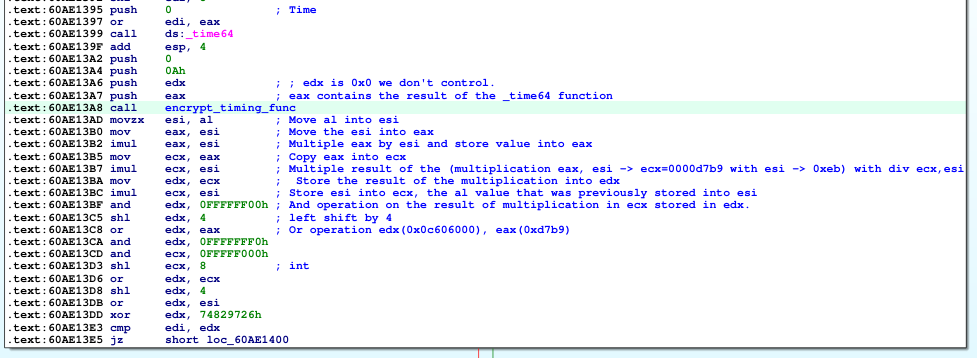 .text:60AE1395 push 0 ; Time
.text:60AE1397 or edi, eax
.text:60AE1399 call ds:_time64
.text:60AE139F add esp, 4
.text:60AE13A2 push 0
.text:60AE13A4 push 0Ah
.text:60AE13A6 push edx ; ; edx is 0x0 we don't control.
.text:60AE13A7 push eax ; eax contains the result of the _time64 function
.text:60AE13A8 call encrypt_timing_func
.text:60AE13AD movzx esi, al ; Move al into esi
.text:60AE13B0 mov eax, esi ; Move the esi into eax
.text:60AE13B2 imul eax, esi ; Multiple eax by esi and store value into eax
.text:60AE13B5 mov ecx, eax ; Copy eax into ecx
.text:60AE13B7 imul ecx, esi ; Multiple result of the (multiplication eax, esi -> ecx=0000d7b9 with esi -> 0xeb) with div ecx,esi
.text:60AE13BA mov edx, ecx ; Store the result of the multiplication into edx
.text:60AE13BC imul ecx, esi ; Store esi into ecx, the al value that was previously stored into esi
.text:60AE13BF and edx, 0FFFFFF00h ; And operation on the result of multiplication in ecx stored in edx.
.text:60AE13C5 shl edx, 4 ; left shift by 4
.text:60AE13C8 or edx, eax ; Or operation edx(0x0c606000), eax(0xd7b9)
.text:60AE13CA and edx, 0FFFFFFF0h
.text:60AE13CD and ecx, 0FFFFF000h
.text:60AE13D3 shl ecx, 8 ; int
.text:60AE13D6 or edx, ecx
.text:60AE13D8 shl edx, 4
.text:60AE13DB or edx, esi
.text:60AE13DD xor edx, 74829726h
.text:60AE13E3 cmp edi, edx
.text:60AE13E5 jz short loc_60AE1400